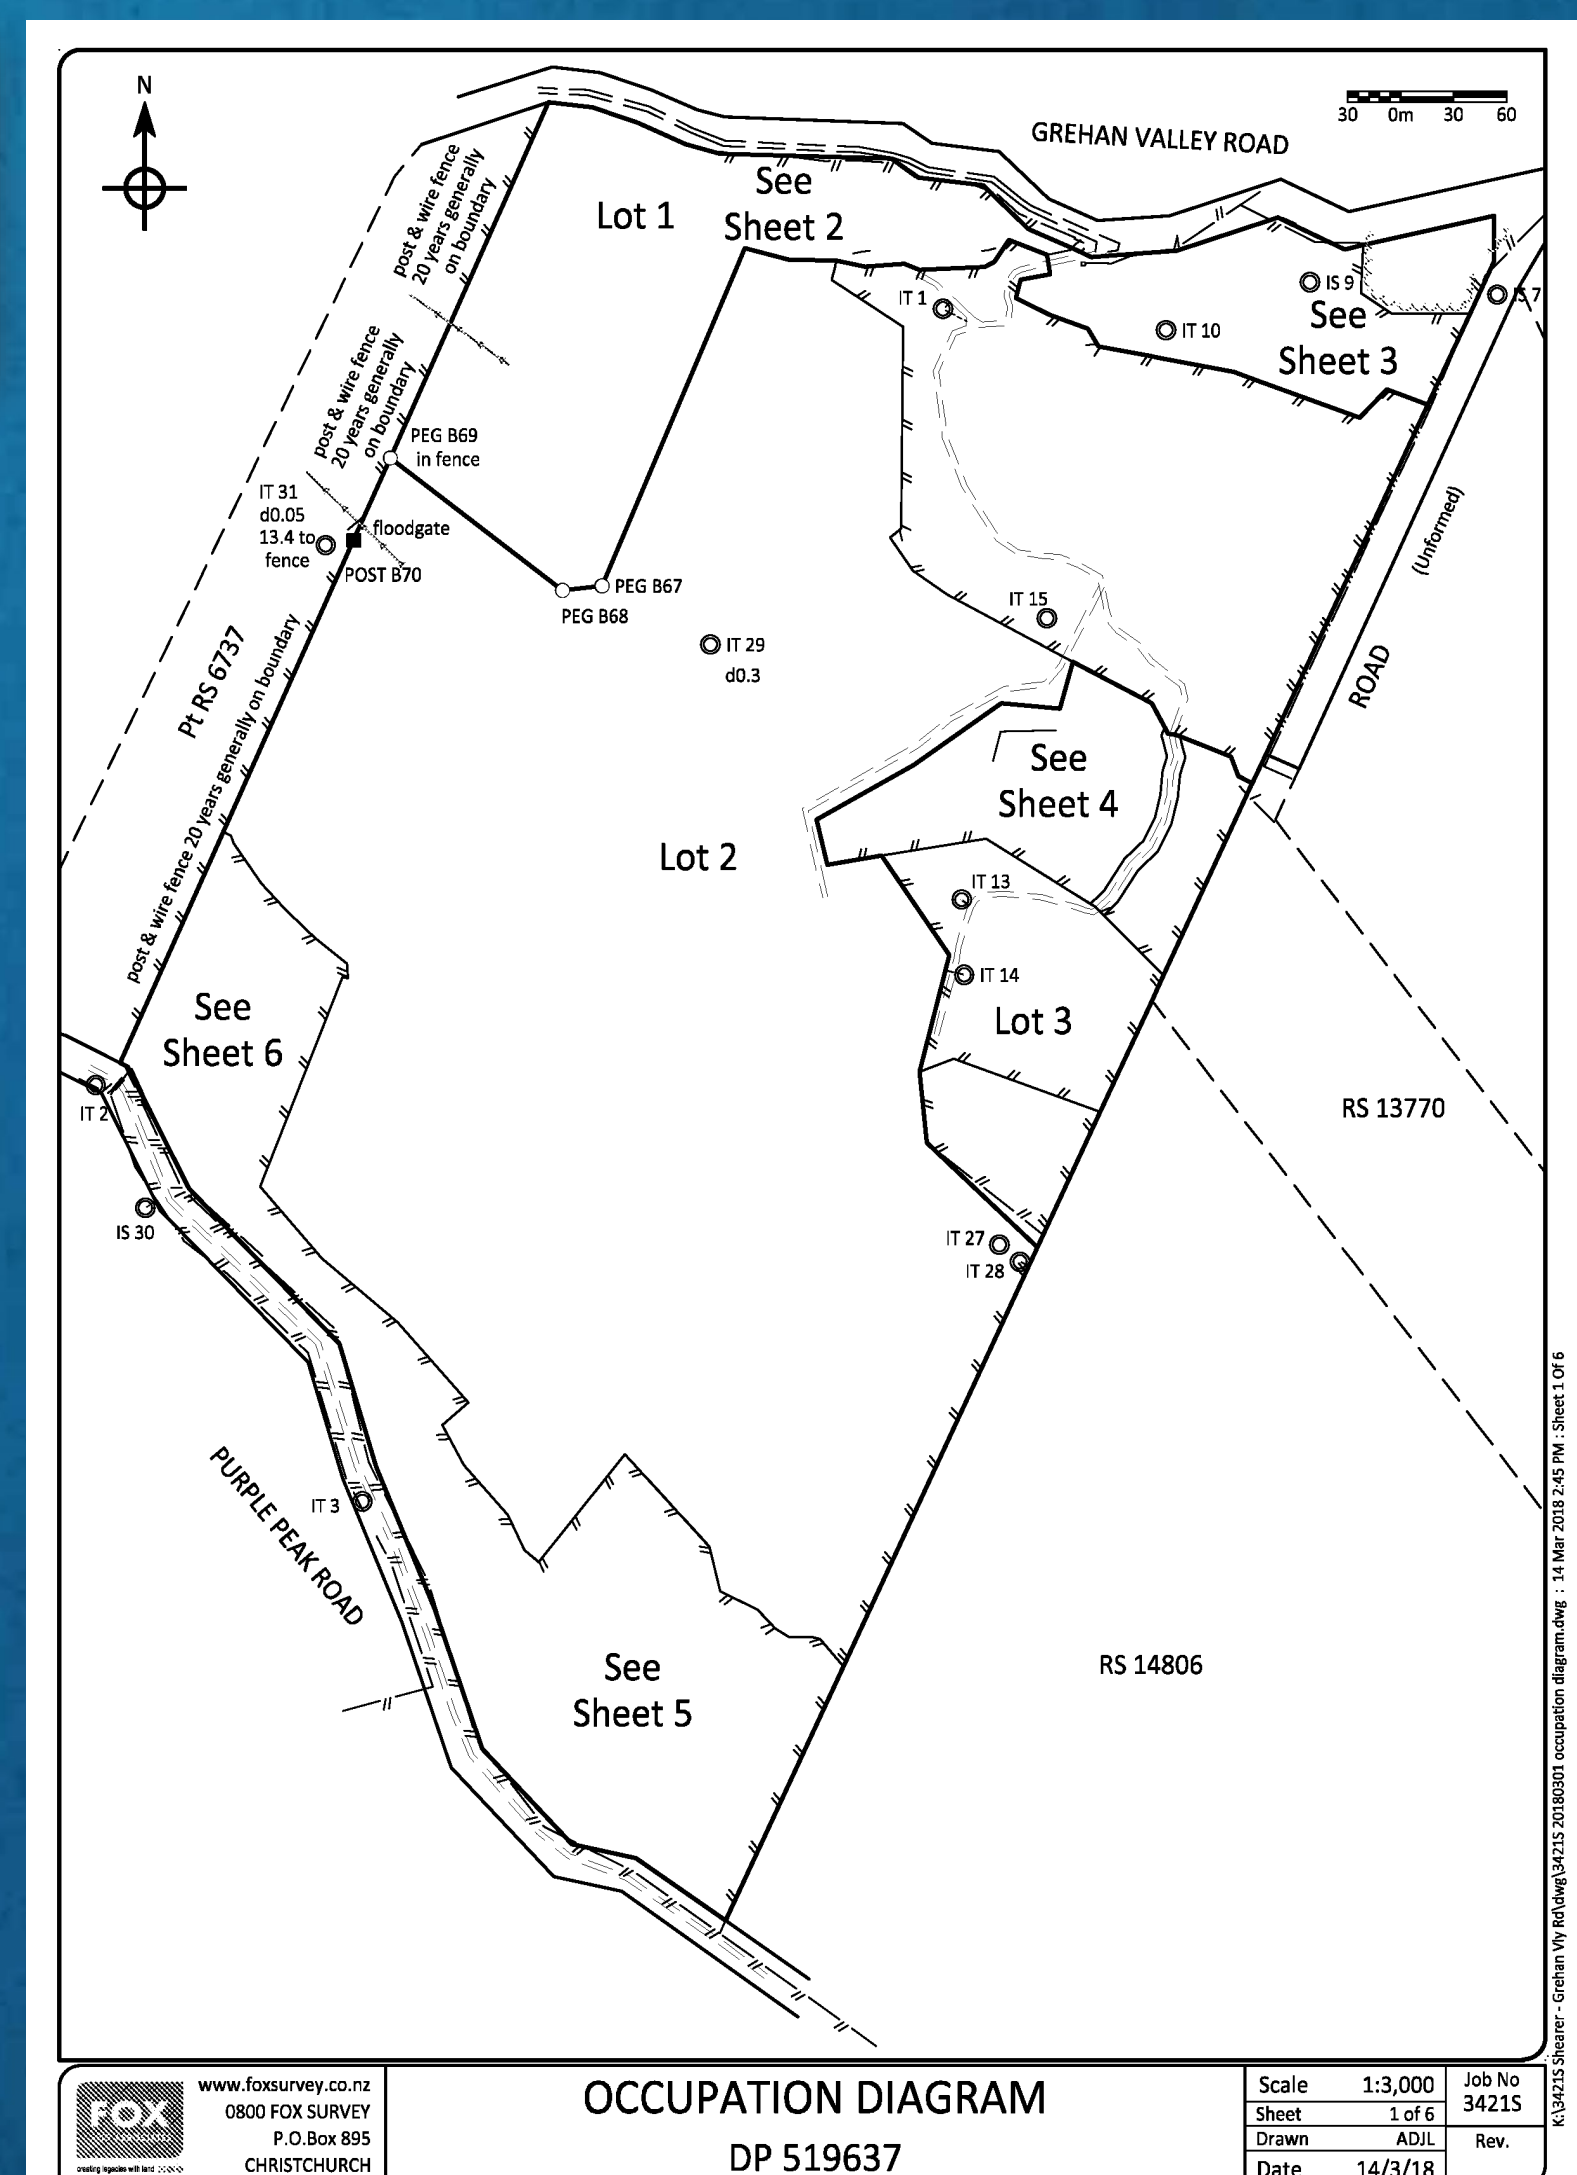 N
30 0m 30 60
GREHAN VALLEY ROAD
post & wire fence
20 years generally
on boundary
Lot 1
See
Sheet 2
IT 1
IS 9
IS 7
See
Sheet 3
IT 10
post & wire fence
20 years generally
on boundary
PEG B69
in fence
IT 31
d0.05
13.4 to
fence
floodgate
POST B70
PEG B67
PEG B68
(Unformed)
ROAD
IT 15
IT 29
d0.3
Pt RS 6737
post & wire fence 20 years generally on boundary
See
Sheet 4
Lot 2
IT 13
IT 14
Lot 3
See
Sheet 6
IT 2
IS 30
RS 13770
IT 27
IT 28
IT 3
PURPLE PEAK ROAD
See
Sheet 5
RS 14806
K:\3421S Shearer - Grehan Vly Rd\dwg\3421S 20180301 occupation diagram.dwg : 14 Mar 2018 2:45 PM : Sheet 1 Of 6
FOX
creating legacies with land
www.foxsurvey.co.nz
0800 FOX SURVEY
P.O.Box 895
CHRISTCHURCH
OCCUPATION DIAGRAM
DP 519637
Scale 1:3,000
Sheet 1 of 6
Drawn ADJL
Date 14/3/18
Job No
3421S
Rev.